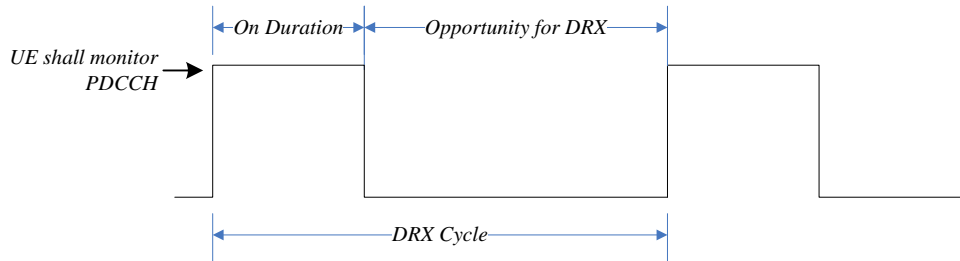 On Duration
Opportunity for DRX
UE shall monitor
PDCCH
DRX Cycle